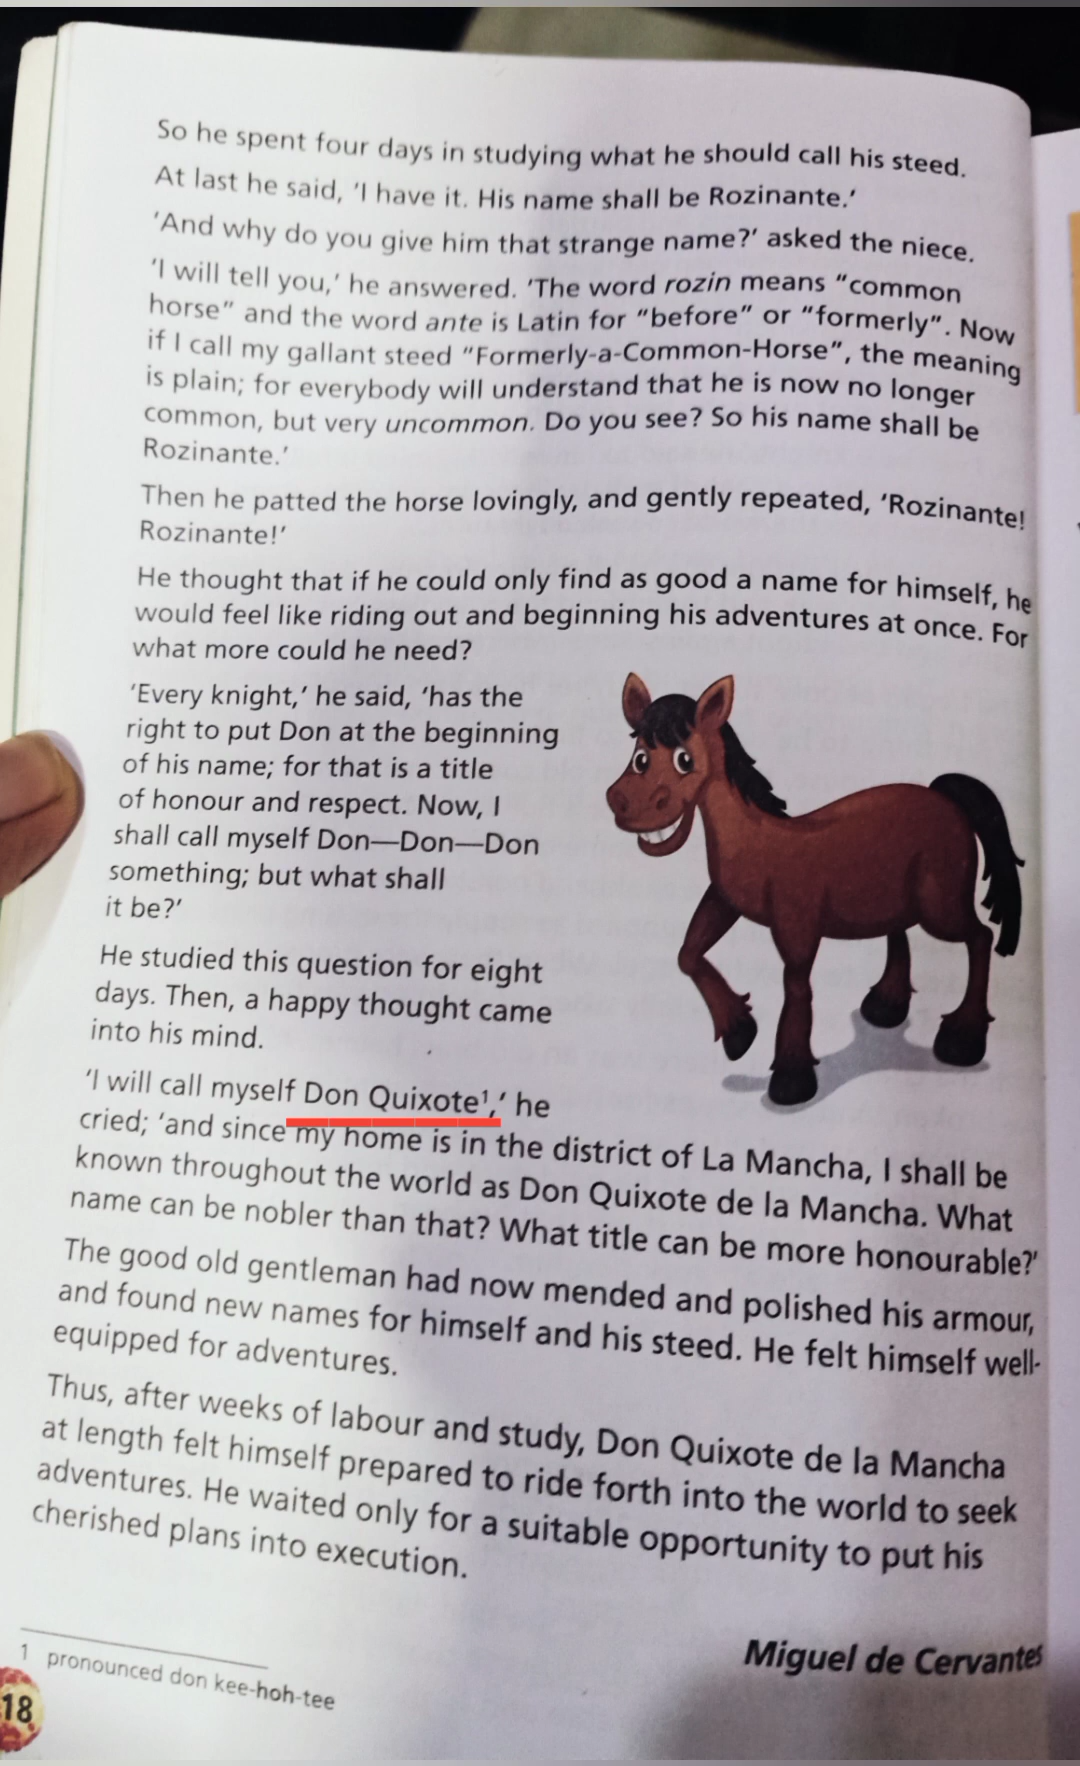 So he spent four days in studying what he should call his steed.
At last he said, ‘I have it. His name shall be Rozinante.’
‘And why do you give him that strange name?’ asked the niece.
‘I will tell you,’ he answered. ‘The word rozin means “common
horse” and the word ante is Latin for “before” or “formerly”. Now
if I call my gallant steed “Formerly-a-Common-Horse”, the meaning
is plain; for everybody will understand that he is now no longer
common, but very uncommon. Do you see? So his name shall be
Rozinante.’
Then he patted the horse lovingly, and gently repeated, ‘Rozinante!
Rozinante!’
He thought that if he could only find as good a name for himself, he
would feel like riding out and beginning his adventures at once. For
what more could he need?
‘Every knight,’ he said, ‘has the
right to put Don at the beginning
of his name; for that is a title
of honour and respect. Now, I
shall call myself Don—Don—Don
something; but what shall
it be?’
He studied this question for eight
days. Then, a happy thought came
into his mind.
‘I will call myself Don Quixote¹,’ he
cried; ‘and since my home is in the district of La Mancha, I shall be
known throughout the world as Don Quixote de la Mancha. What
name can be nobler than that? What title can be more honourable?’
The good old gentleman had now mended and polished his armour,
and found new names for himself and his steed. He felt himself well-
equipped for adventures.
Thus, after weeks of labour and study, Don Quixote de la Mancha
at length felt himself prepared to ride forth into the world to seek
adventures. He waited only for a suitable opportunity to put his
cherished plans into execution.
Miguel de Cervantes
1 pronounced don kee-hoh-tee
18